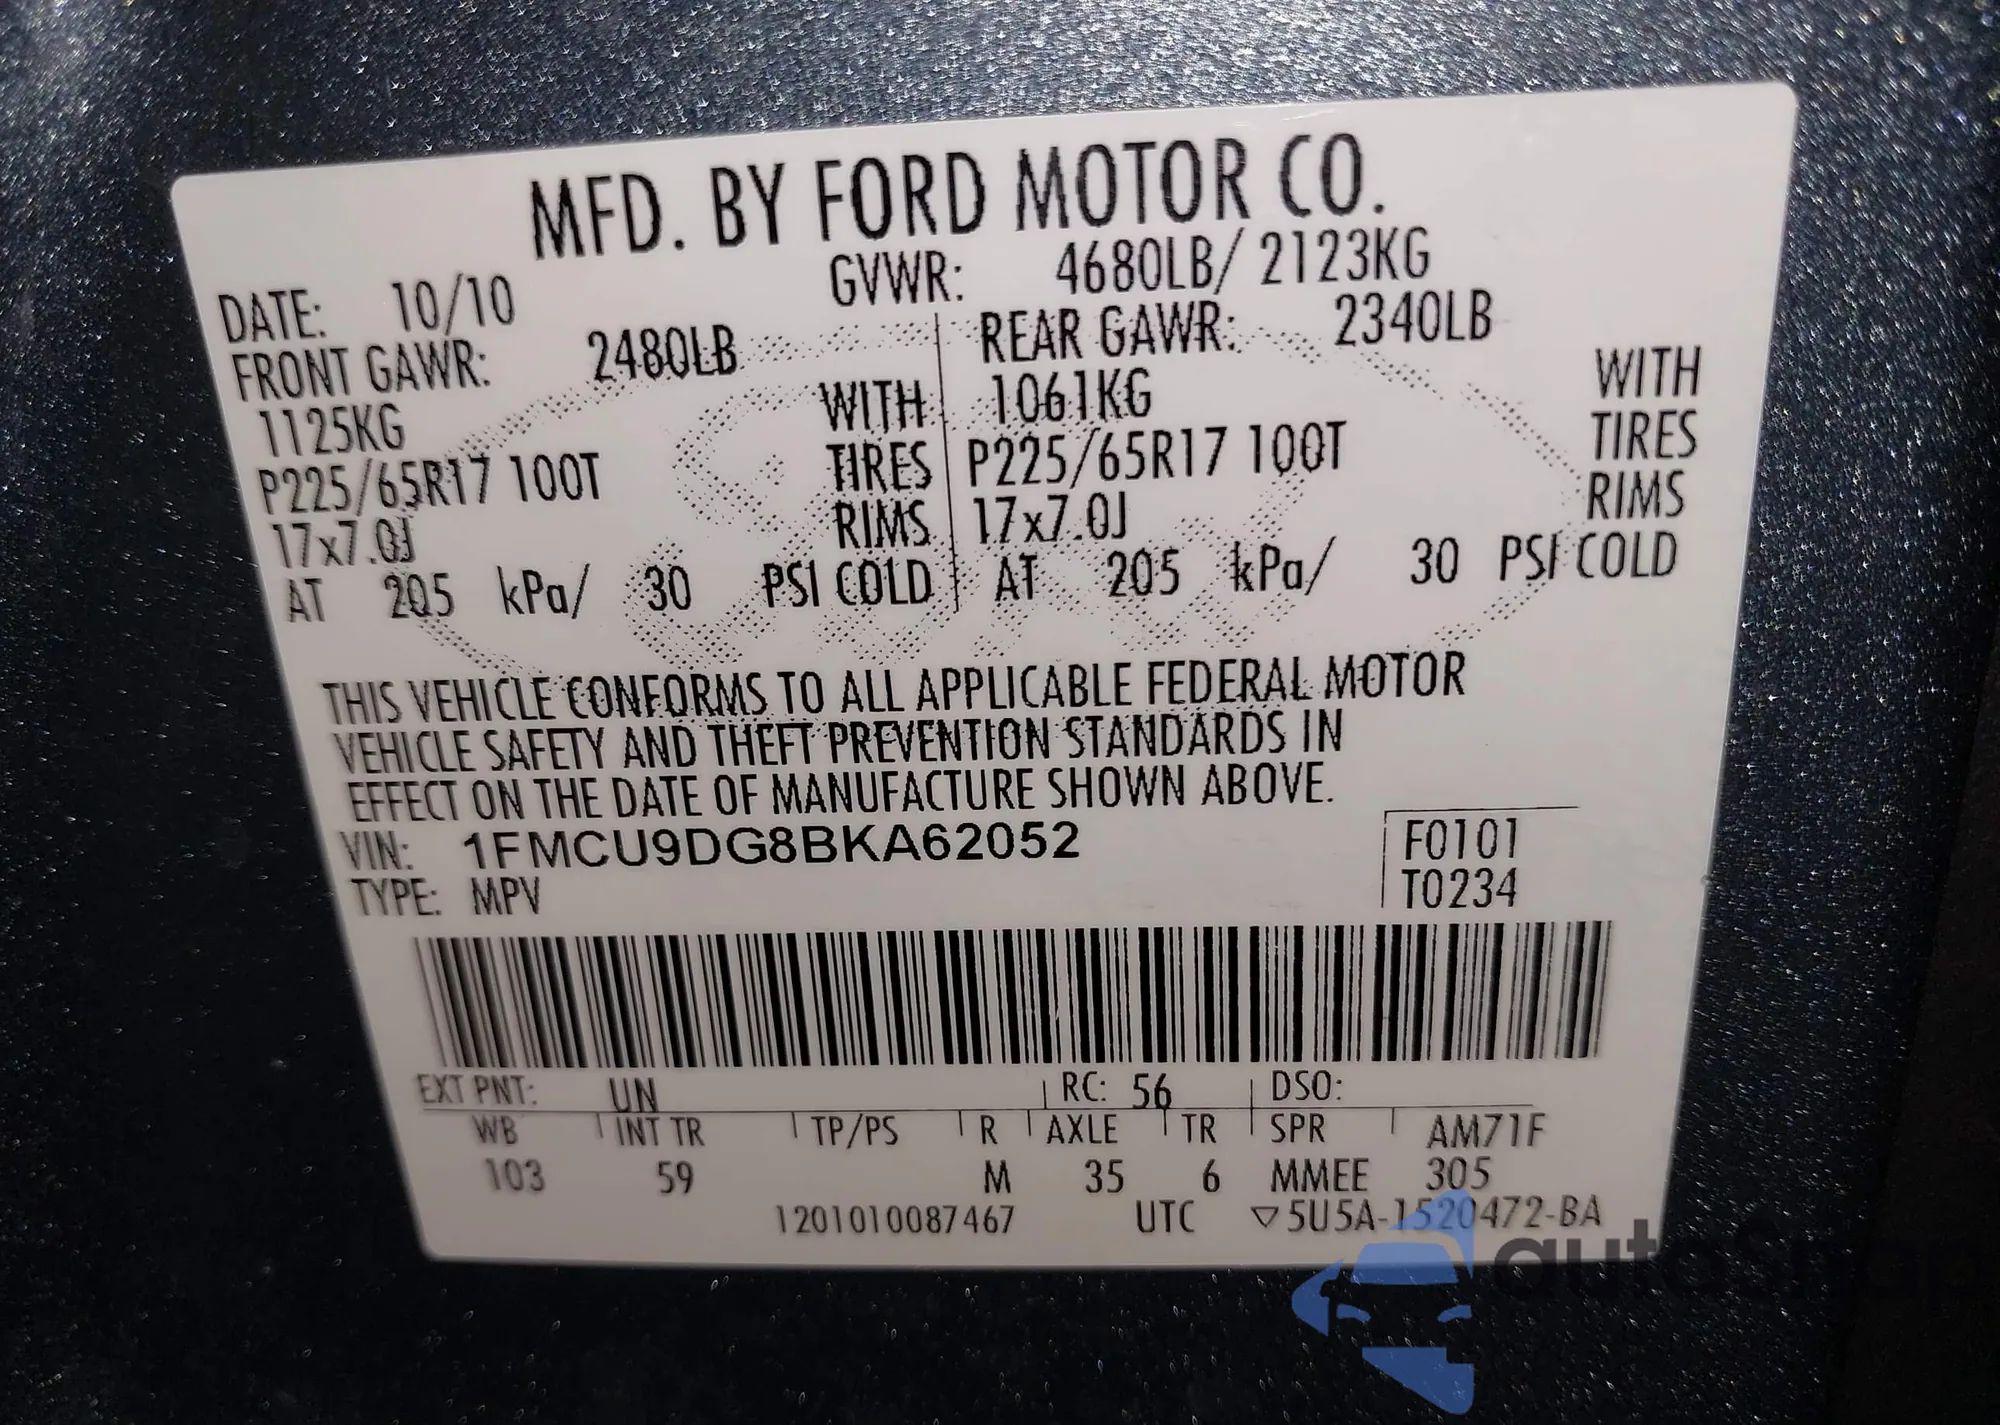 MFD. BY FORD MOTOR CO.
DATE: 10/10 GVWR: 4680LB/ 2123KG
FRONT GAWR: 2480LB REAR GAWR: 2340LB
1125KG WITH 1061KG WITH
P225/65R17 100T TIRES P225/65R17 100T TIRES
17x7.0J RIMS 17x7.0J RIMS
AT 205 kPa/ 30 PSI COLD AT 205 kPa/ 30 PSI COLD
THIS VEHICLE CONFORMS TO ALL APPLICABLE FEDERAL MOTOR
VEHICLE SAFETY AND THEFT PREVENTION STANDARDS IN
EFFECT ON THE DATE OF MANUFACTURE SHOWN ABOVE.
VIN: 1FMCU9DG8BKA62052 F0101
TYPE: MPV T0234
EXT PNT: UN RC: 56 DSO:
WB INT TR TP/PS R AXLE TR SPR AM71F
103 59 M 35 6 MMEE 305
1201010087467 UTC ▽5U5A-1520472-BA